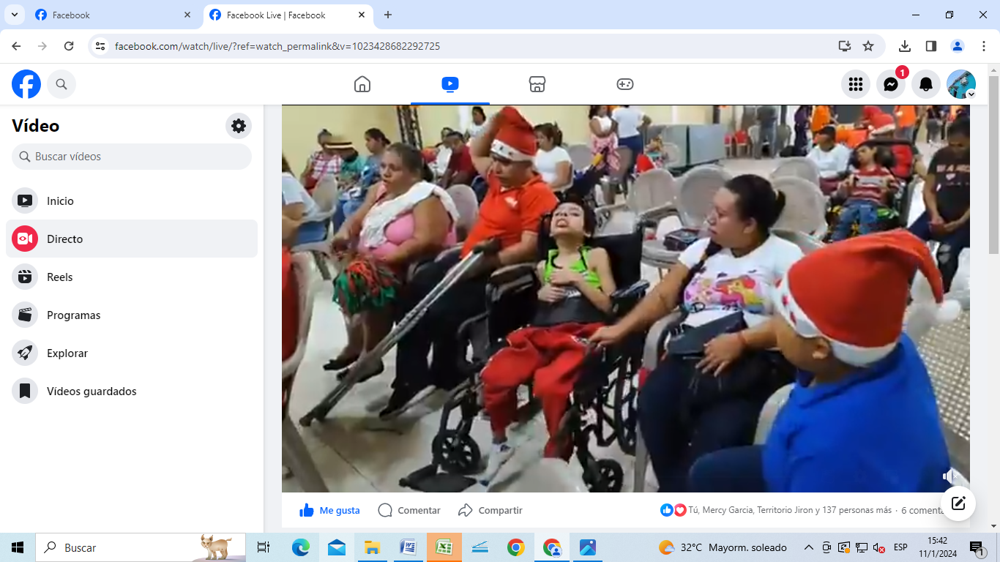 Facebook
Facebook Live | Facebook
facebook.com/watch/live/?ref=watch_permalink&v=1023428682292725
1
Vídeo
Buscar vídeos
Inicio
Directo
Reels
Programas
Explorar
Vídeos guardados
Me gusta
Comentar
Compartir
Tú, Mercy Garcia, Territorio Jiron y 137 personas más · 6 comenta
Buscar
32°C Mayorm. soleado
ESP
15:42
11/1/2024
1